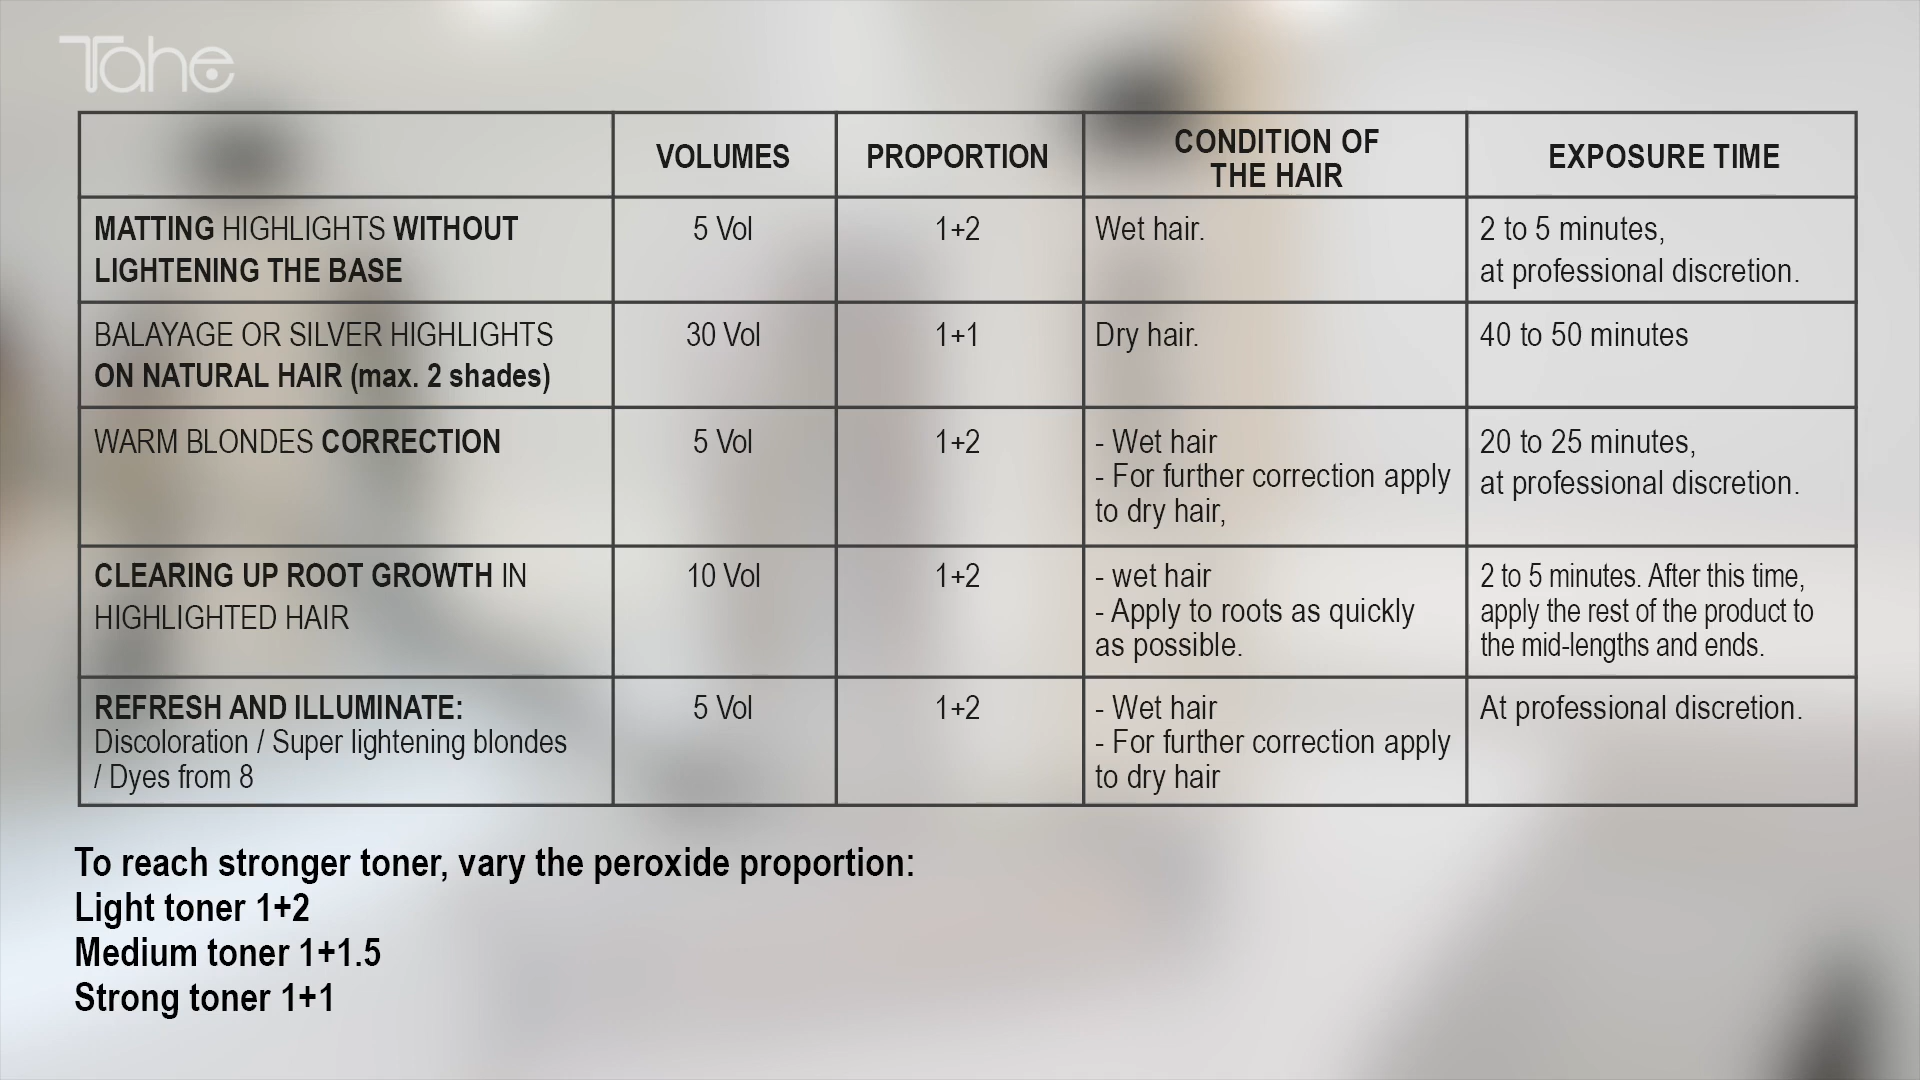 Tahe
VOLUMES
PROPORTION
CONDITION OF
THE HAIR
EXPOSURE TIME
MATTING HIGHLIGHTS WITHOUT
LIGHTENING THE BASE
5 Vol
1+2
Wet hair.
2 to 5 minutes,
at professional discretion.
BALAYAGE OR SILVER HIGHLIGHTS
ON NATURAL HAIR (max. 2 shades)
30 Vol
1+1
Dry hair.
40 to 50 minutes
WARM BLONDES CORRECTION
5 Vol
1+2
- Wet hair
- For further correction apply
to dry hair,
20 to 25 minutes,
at professional discretion.
CLEARING UP ROOT GROWTH IN
HIGHLIGHTED HAIR
10 Vol
1+2
- wet hair
- Apply to roots as quickly
as possible.
2 to 5 minutes. After this time,
apply the rest of the product to
the mid-lengths and ends.
REFRESH AND ILLUMINATE:
Discoloration / Super lightening blondes
/ Dyes from 8
5 Vol
1+2
- Wet hair
- For further correction apply
to dry hair
At professional discretion.
To reach stronger toner, vary the peroxide proportion:
Light toner 1+2
Medium toner 1+1.5
Strong toner 1+1